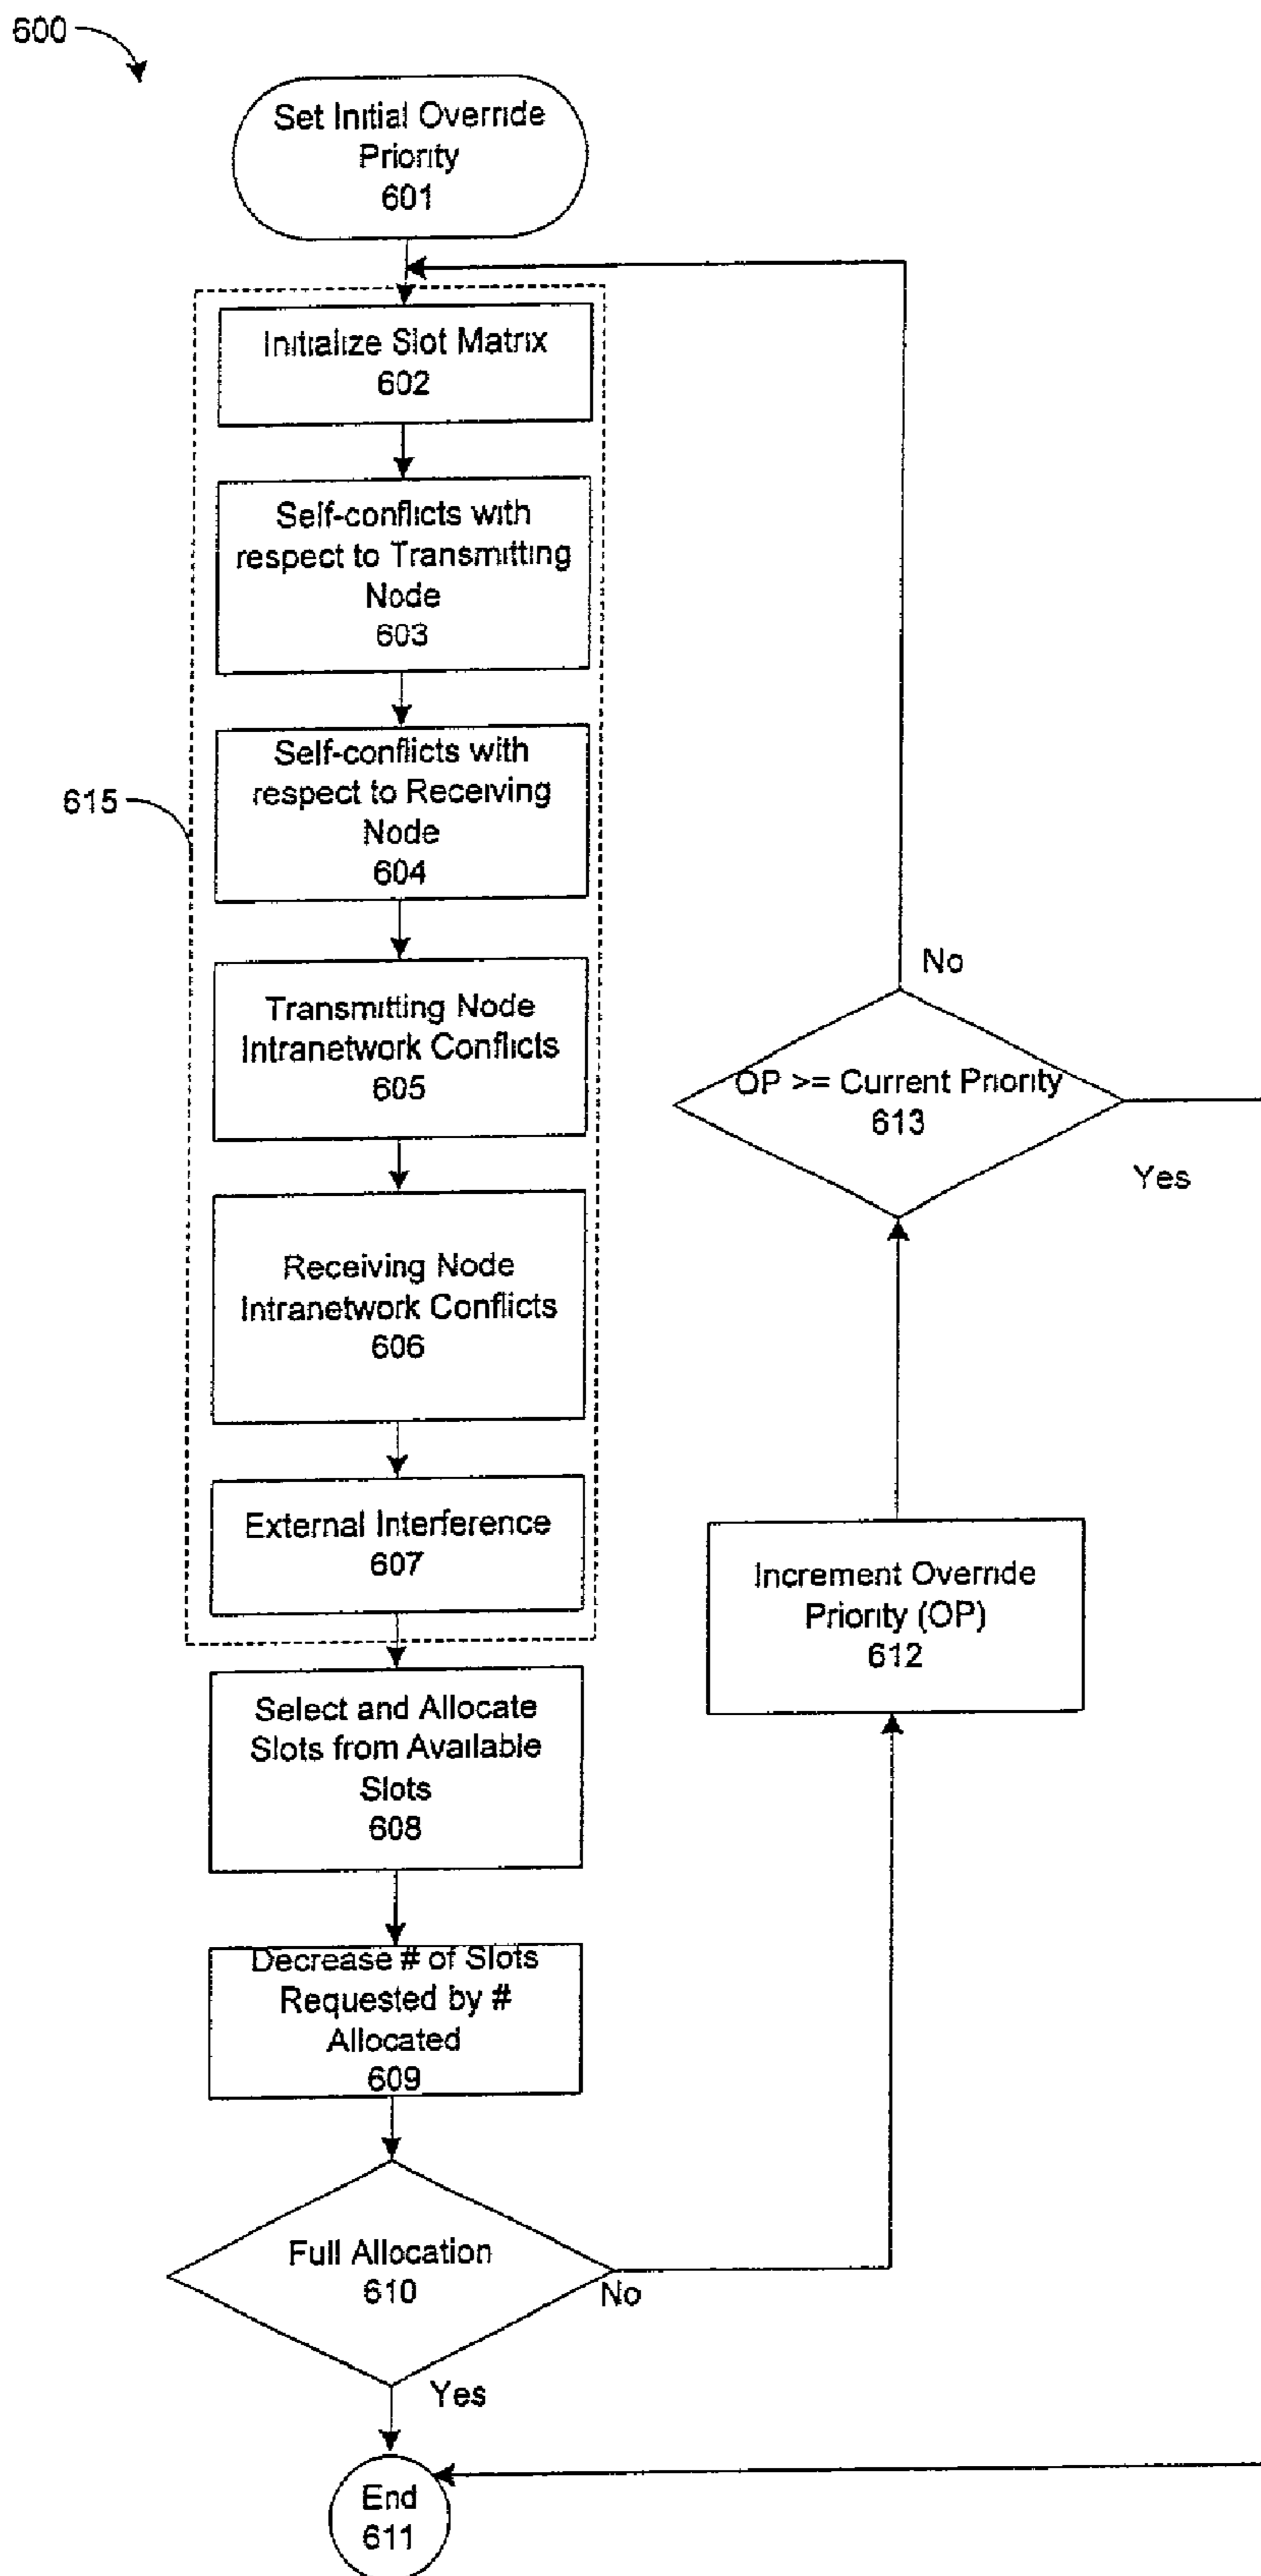 600
Set Initial Override
Priority
601
Initialize Slot Matrix
602
Self-conflicts with
respect to Transmitting
Node
603
Self-conflicts with
respect to Receiving
Node
604
615
Transmitting Node
Intranetwork Conflicts
605
No
OP >= Current Priority
613
Yes
Receiving Node
Intranetwork Conflicts
606
External Interference
607
Increment Override
Priority (OP)
612
Select and Allocate
Slots from Available
Slots
608
Decrease # of Slots
Requested by #
Allocated
609
Full Allocation
610
No
Yes
End
611